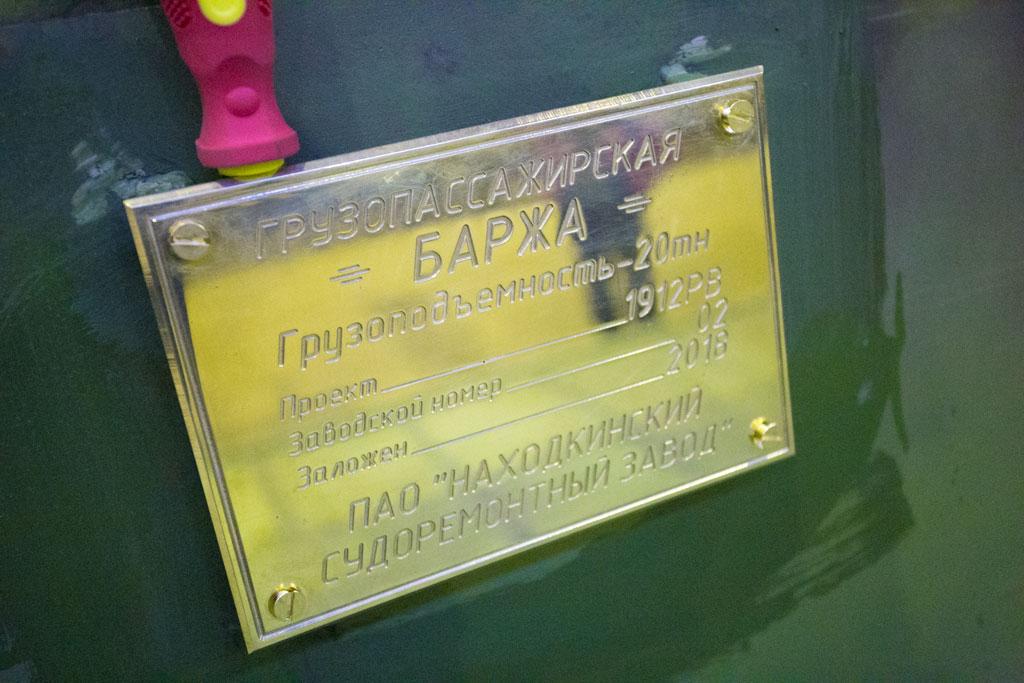 ГРУЗОПАССАЖИРСКАЯ
БАРЖА
Грузоподъемность-20тн
Проект 1912РВ
Заводской номер 02
Заложен 2018
ПАО "НАХОДКИНСКИЙ
СУДОРЕМОНТНЫЙ ЗАВОД"